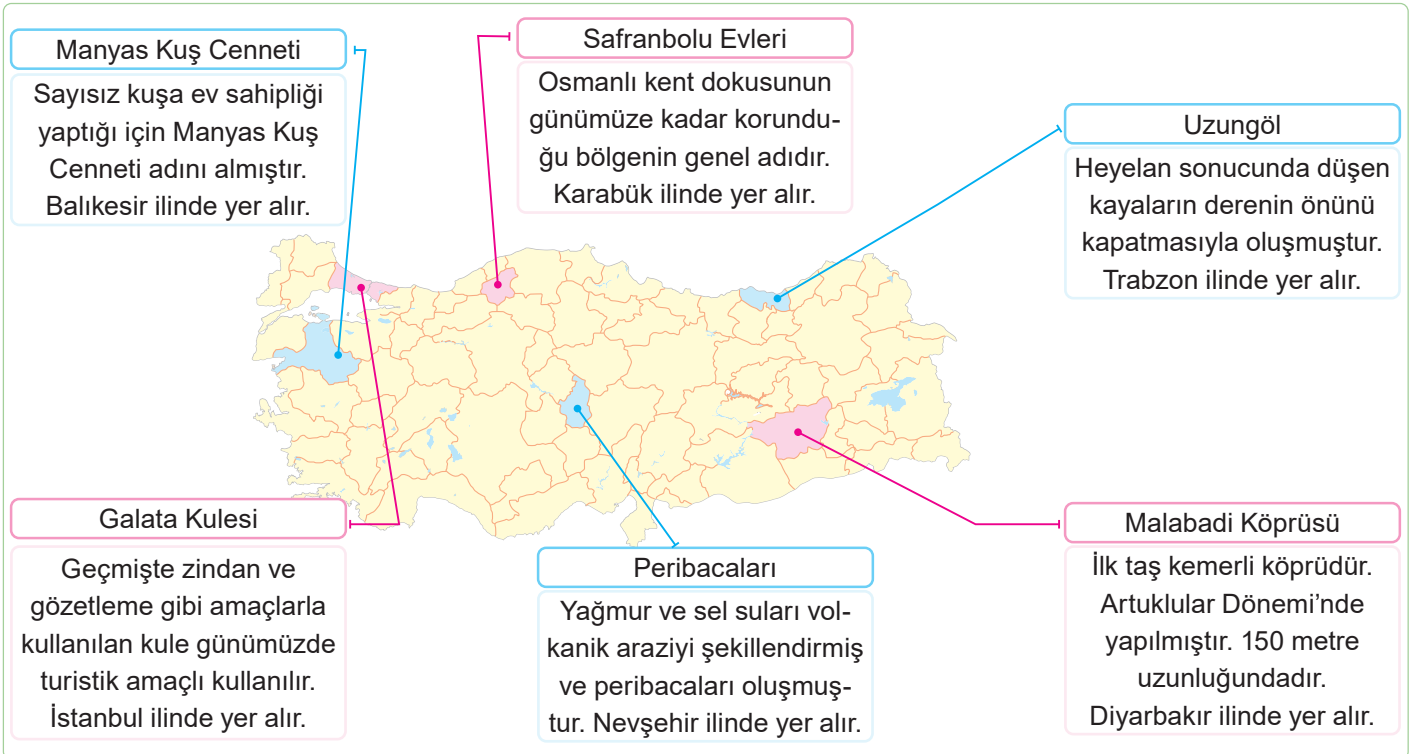 Manyas Kuş Cenneti
Sayısız kuşa ev sahipliği
yaptığı için Manyas Kuş
Cenneti adını almıştır.
Balıkesir ilinde yer alır.
Safranbolu Evleri
Osmanlı kent dokusunun
günümüze kadar korundu-
ğu bölgenin genel adıdır.
Karabük ilinde yer alır.
Uzungöl
Heyelan sonucunda düşen
kayaların derenin önünü
kapatmasıyla oluşmuştur.
Trabzon ilinde yer alır.
Galata Kulesi
Geçmişte zindan ve
gözetleme gibi amaçlarla
kullanılan kule günümüzde
turistik amaçlı kullanılır.
İstanbul ilinde yer alır.
Peribacaları
Yağmur ve sel suları vol-
kanik araziyi şekillendirmiş
ve peribacaları oluşmuş-
tur. Nevşehir ilinde yer alır.
Malabadi Köprüsü
İlk taş kemerli köprüdür.
Artuklular Dönemi’nde
yapılmıştır. 150 metre
uzunluğundadır.
Diyarbakır ilinde yer alır.